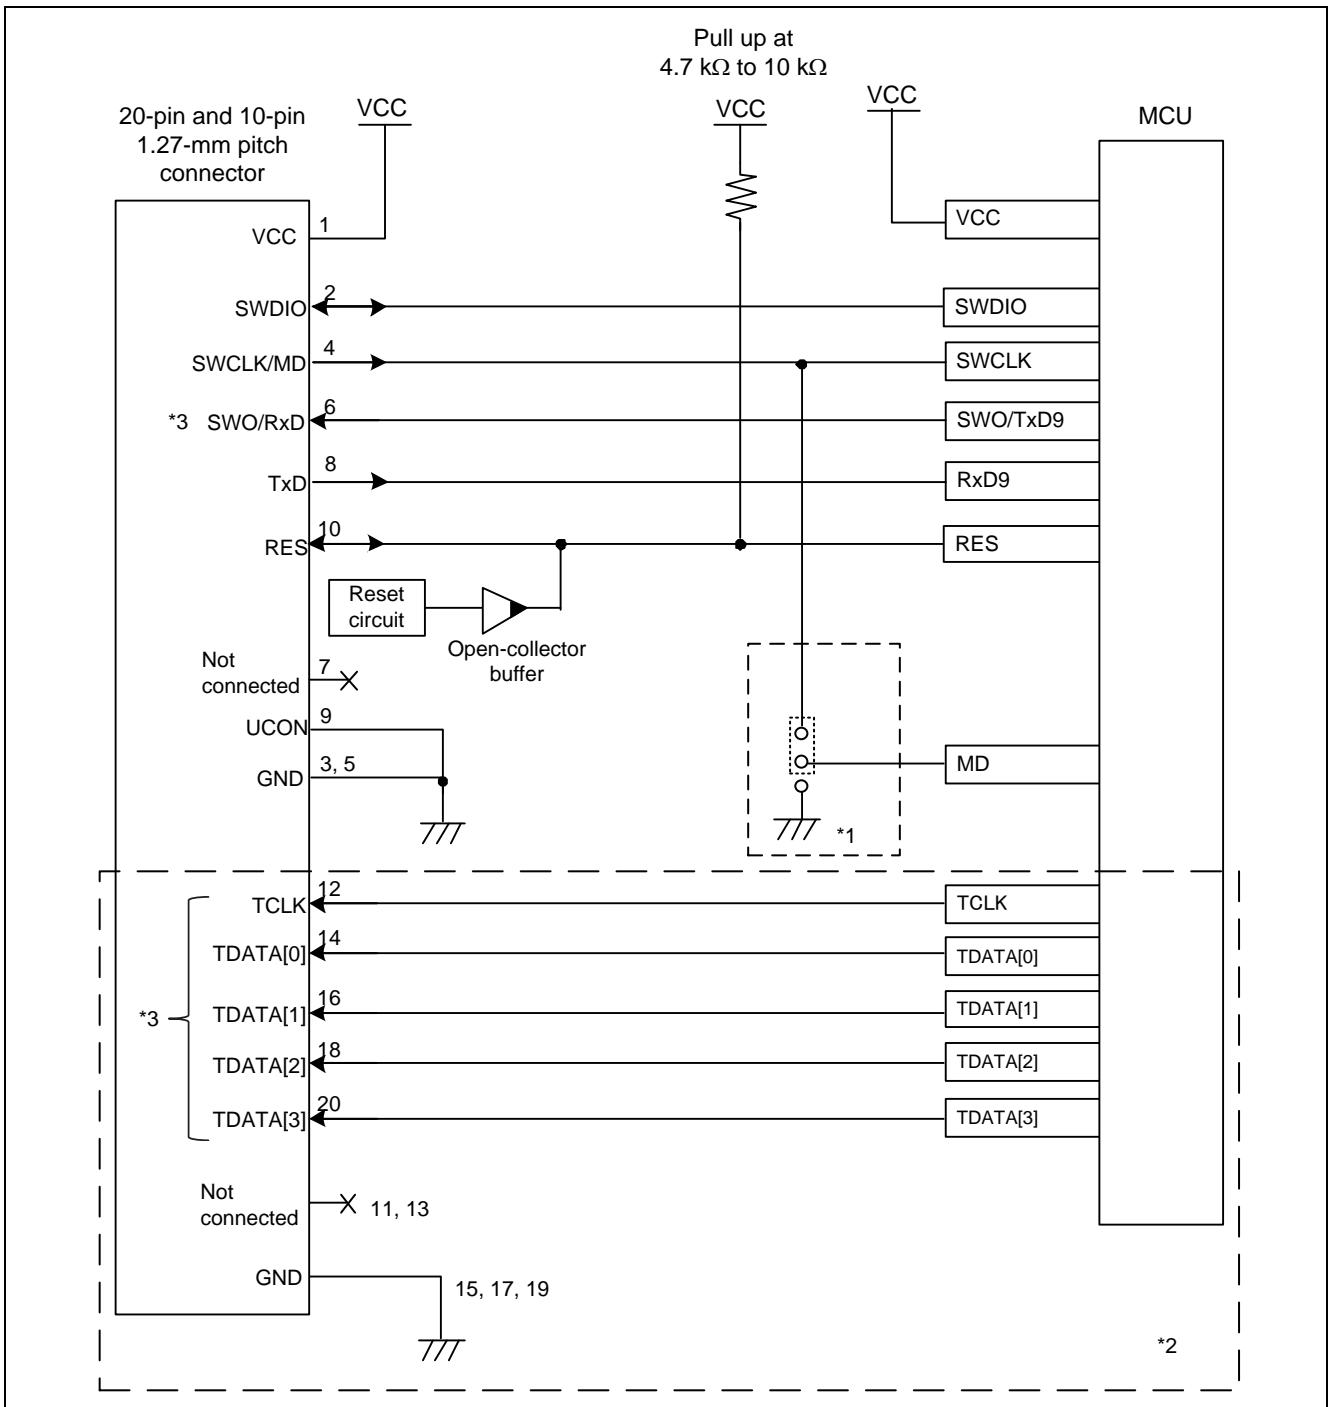 Pull up at
4.7 kΩ to 10 kΩ
20-pin and 10-pin
1.27-mm pitch
connector
VCC
VCC
VCC
MCU
VCC
1
VCC
SWDIO
2
SWDIO
SWCLK/MD
4
SWCLK
*3
SWO/RxD
6
SWO/TxD9
TxD
8
RxD9
RES
10
RES
Reset
circuit
Open-collector
buffer
Not
connected
7
UCON
9
GND
3, 5
MD
*1
TCLK
12
TCLK
TDATA[0]
14
TDATA[0]
*3
TDATA[1]
16
TDATA[1]
TDATA[2]
18
TDATA[2]
TDATA[3]
20
TDATA[3]
Not
connected
11, 13
GND
15, 17, 19
*2